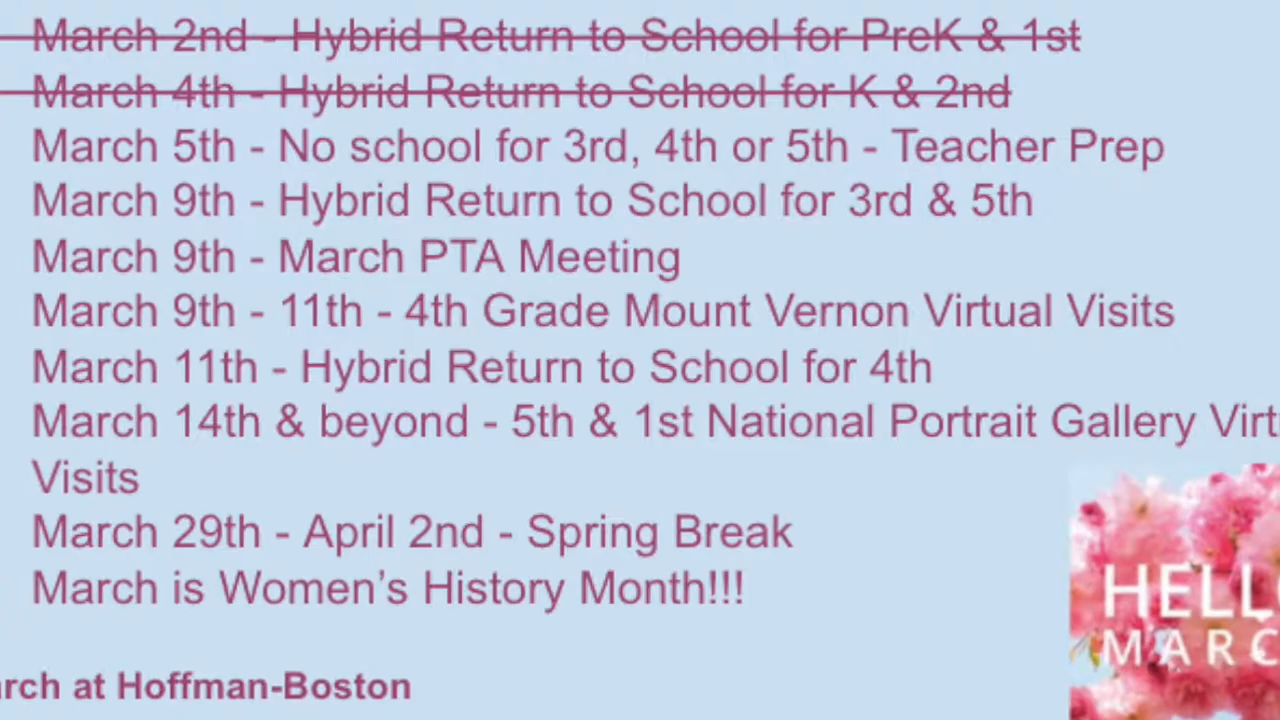 March 2nd - Hybrid Return to School for PreK & 1st
March 4th - Hybrid Return to School for K & 2nd
March 5th - No school for 3rd, 4th or 5th - Teacher Prep
March 9th - Hybrid Return to School for 3rd & 5th
March 9th - March PTA Meeting
March 9th - 11th - 4th Grade Mount Vernon Virtual Visits
March 11th - Hybrid Return to School for 4th
March 14th & beyond - 5th & 1st National Portrait Gallery Virt
Visits
March 29th - April 2nd - Spring Break
March is Women’s History Month!!!
HELL
MARC
arch at Hoffman-Boston